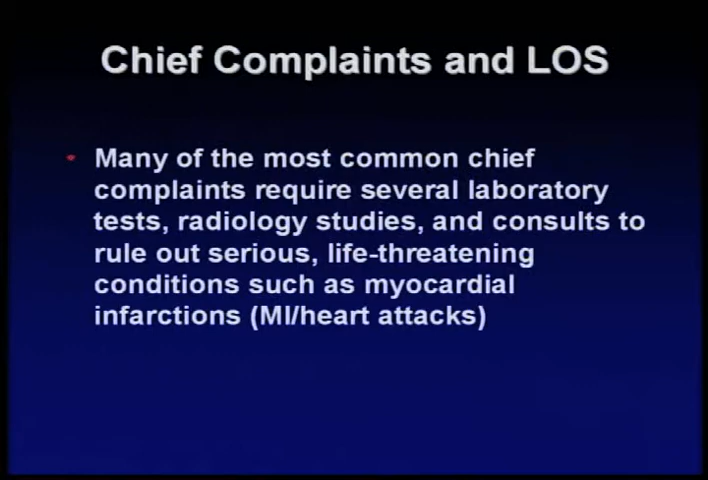 Chief Complaints and LOS
Many of the most common chief
complaints require several laboratory
tests, radiology studies, and consults to
rule out serious, life-threatening
conditions such as myocardial
infarctions (MI/heart attacks)